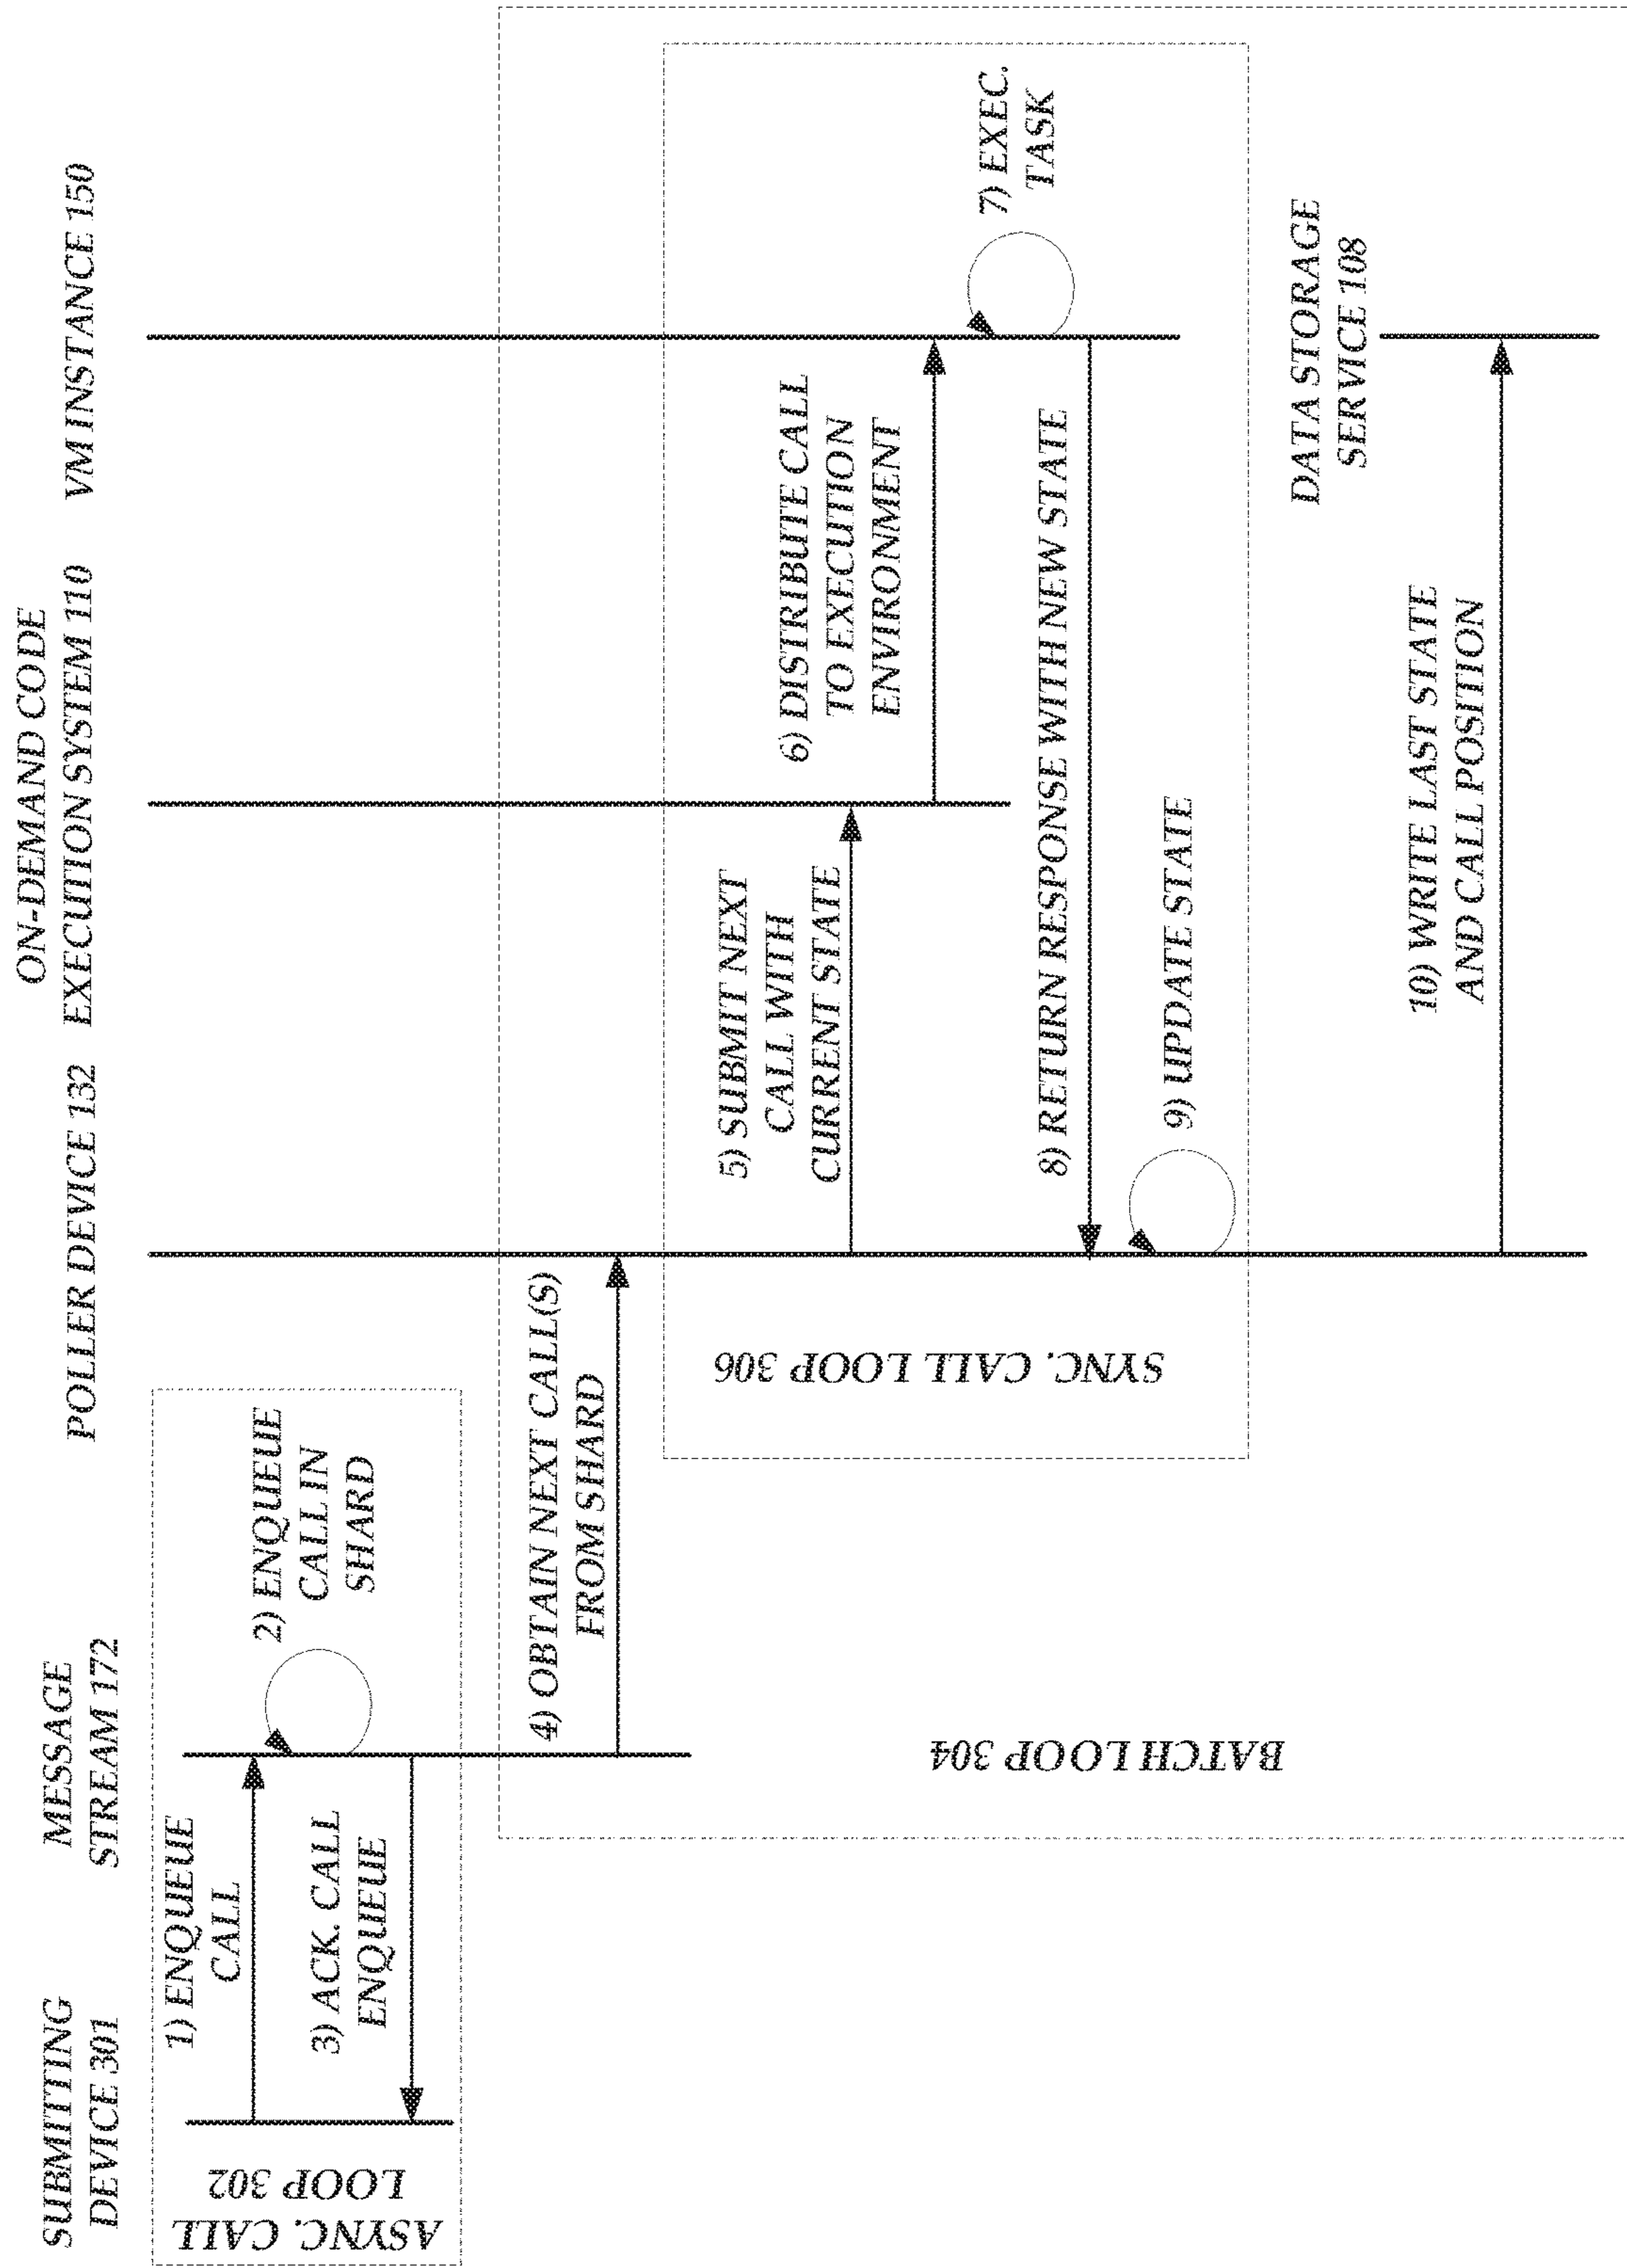 SUBMITTING
DEVICE 301
MESSAGE
STREAM 172
POLLER DEVICE 132
ON-DEMAND CODE
EXECUTION SYSTEM 110
VM INSTANCE 150
ASYNC. CALL
LOOP 302
1) ENQUEUE
CALL
2) ENQUEUE
CALL IN
SHARD
3) ACK. CALL
ENQUEUE
4) OBTAIN NEXT CALL(S)
FROM SHARD
BATCH LOOP 304
SYNC. CALL LOOP 306
5) SUBMIT NEXT
CALL WITH
CURRENT STATE
6) DISTRIBUTE CALL
TO EXECUTION
ENVIRONMENT
7) EXEC.
TASK
8) RETURN RESPONSE WITH NEW STATE
9) UPDATE STATE
DATA STORAGE
SERVICE 108
10) WRITE LAST STATE
AND CALL POSITION